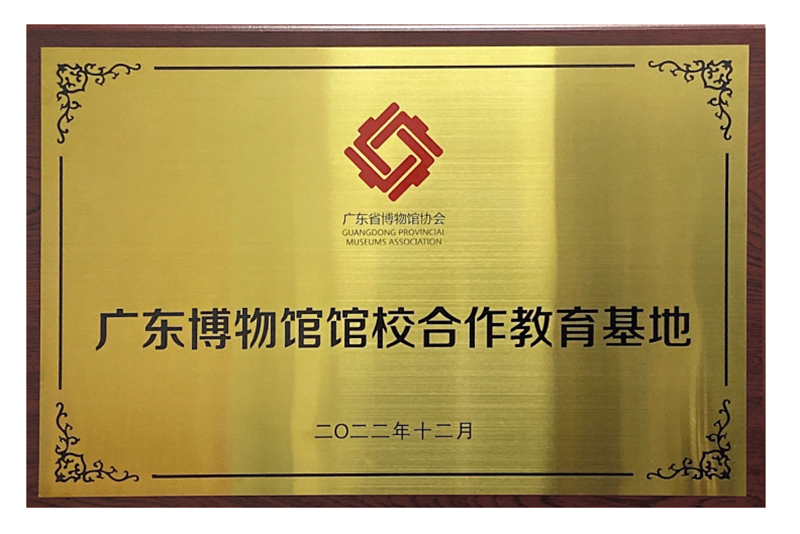 广东省博物馆协会
GUANGDONG PROVINCIAL
MUSEUMS ASSOCIATION
广东博物馆馆校合作教育基地
二〇二二年十二月